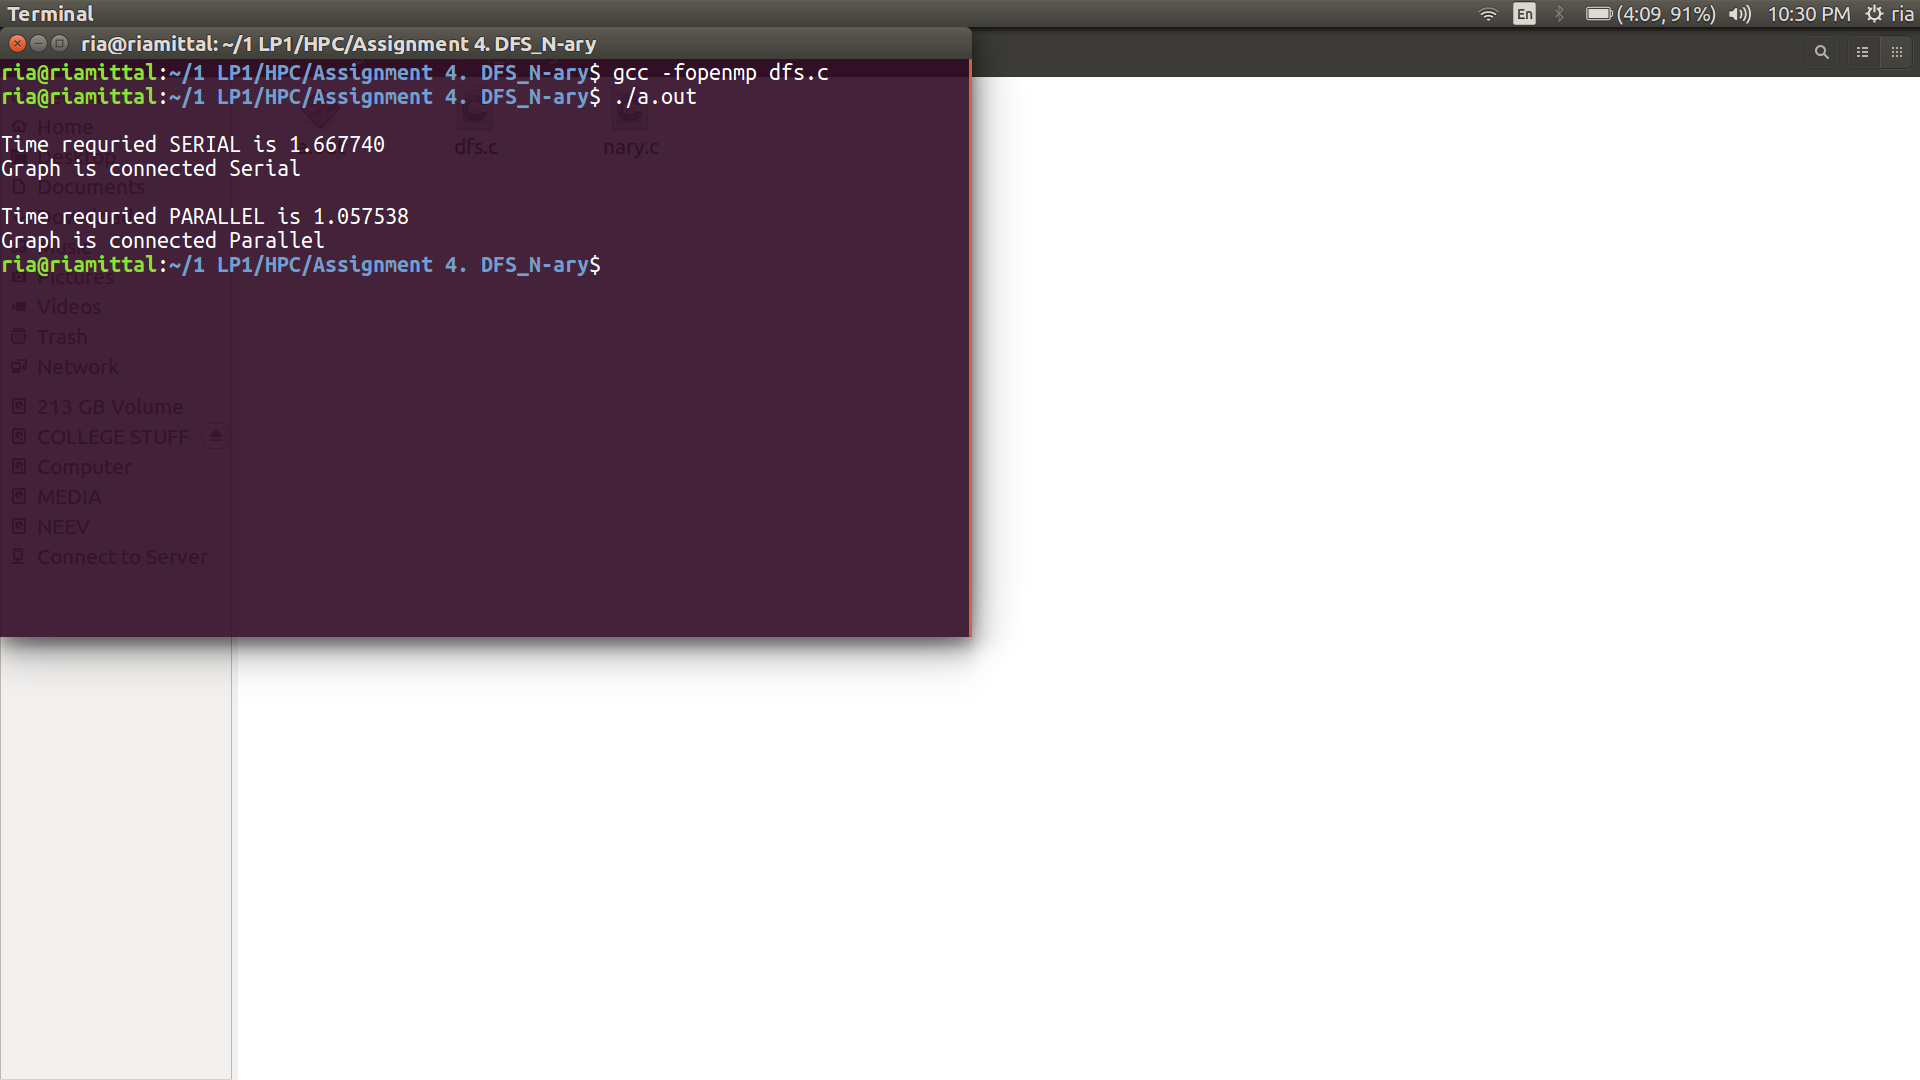 Terminal
En
(4:09, 91%)
10:30 PM
ria
ria@riamittal: ~/1 LP1/HPC/Assignment 4. DFS_N-ary
ria@riamittal:~/1 LP1/HPC/Assignment 4. DFS_N-ary$ gcc -fopenmp dfs.c
ria@riamittal:~/1 LP1/HPC/Assignment 4. DFS_N-ary$ ./a.out
Time requried SERIAL is 1.667740
Graph is connected Serial
Time requried PARALLEL is 1.057538
Graph is connected Parallel
ria@riamittal:~/1 LP1/HPC/Assignment 4. DFS_N-ary$
dfs.c
nary.c
Home
Desktop
Documents
Pictures
Videos
Trash
Network
213 GB Volume
COLLEGE STUFF
Computer
MEDIA
NEEV
Connect to Server